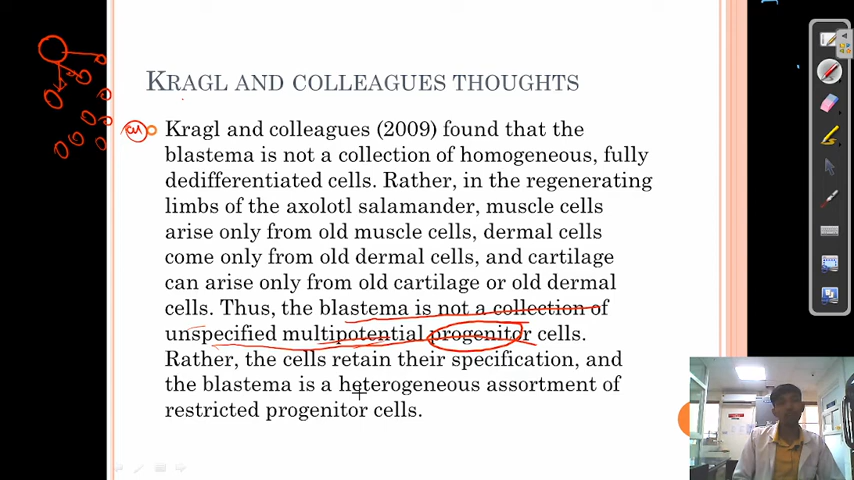 KRAGL AND COLLEAGUES THOUGHTS
Kragl and colleagues (2009) found that the
blastema is not a collection of homogeneous, fully
dedifferentiated cells. Rather, in the regenerating
limbs of the axolotl salamander, muscle cells
arise only from old muscle cells, dermal cells
come only from old dermal cells, and cartilage
can arise only from old cartilage or old dermal
cells. Thus, the blastema is not a collection of
unspecified multipotential progenitor cells.
Rather, the cells retain their specification, and
the blastema is a heterogeneous assortment of
restricted progenitor cells.